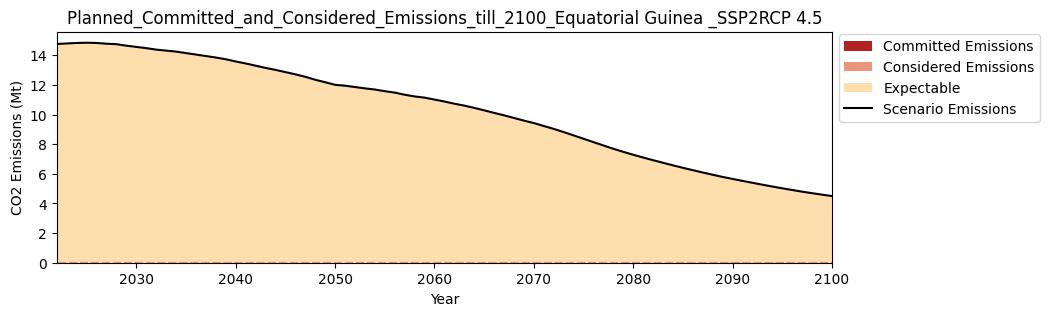 Planned_Committed_and_Considered_Emissions_till_2100_Equatorial Guinea _SSP2RCP 4.5
Committed Emissions
Considered Emissions
Expectable
Scenario Emissions
CO2 Emissions (Mt)
14
12
10
8
6
4
2
0
2030 2040 2050 2060 2070 2080 2090 2100
Year